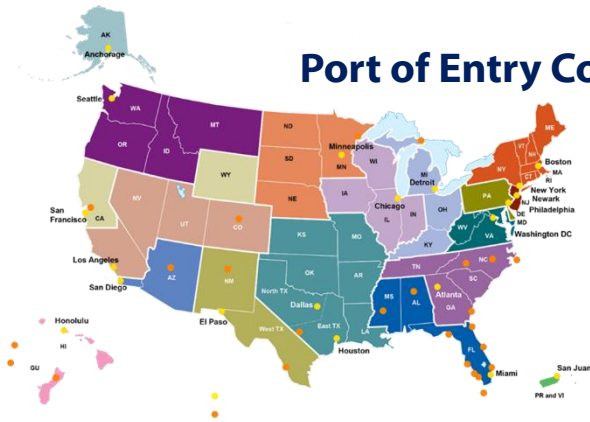 Port of Entry Co
AK
Anchorage
Seattle
WA
MT
OR
ID
ND
SD
NE
MN
Minneapolis
WI
MI
Detroit
ME
VT
NH
NY
Boston
MA
CT
RI
New York
Newark
Philadelphia
NJ
PA
DE
MD
Washington DC
WY
IA
Chicago
IL
IN
OH
WV
VA
KY
San
Francisco
CA
NV
UT
CO
KS
MO
Los Angeles
San Diego
AZ
NM
OK
AR
TN
NC
SC
North TX
Dallas
MS
AL
Atlanta
GA
El Paso
West TX
East TX
LA
Houston
FL
Miami
Honolulu
HI
GU
San Juan
PR and VI